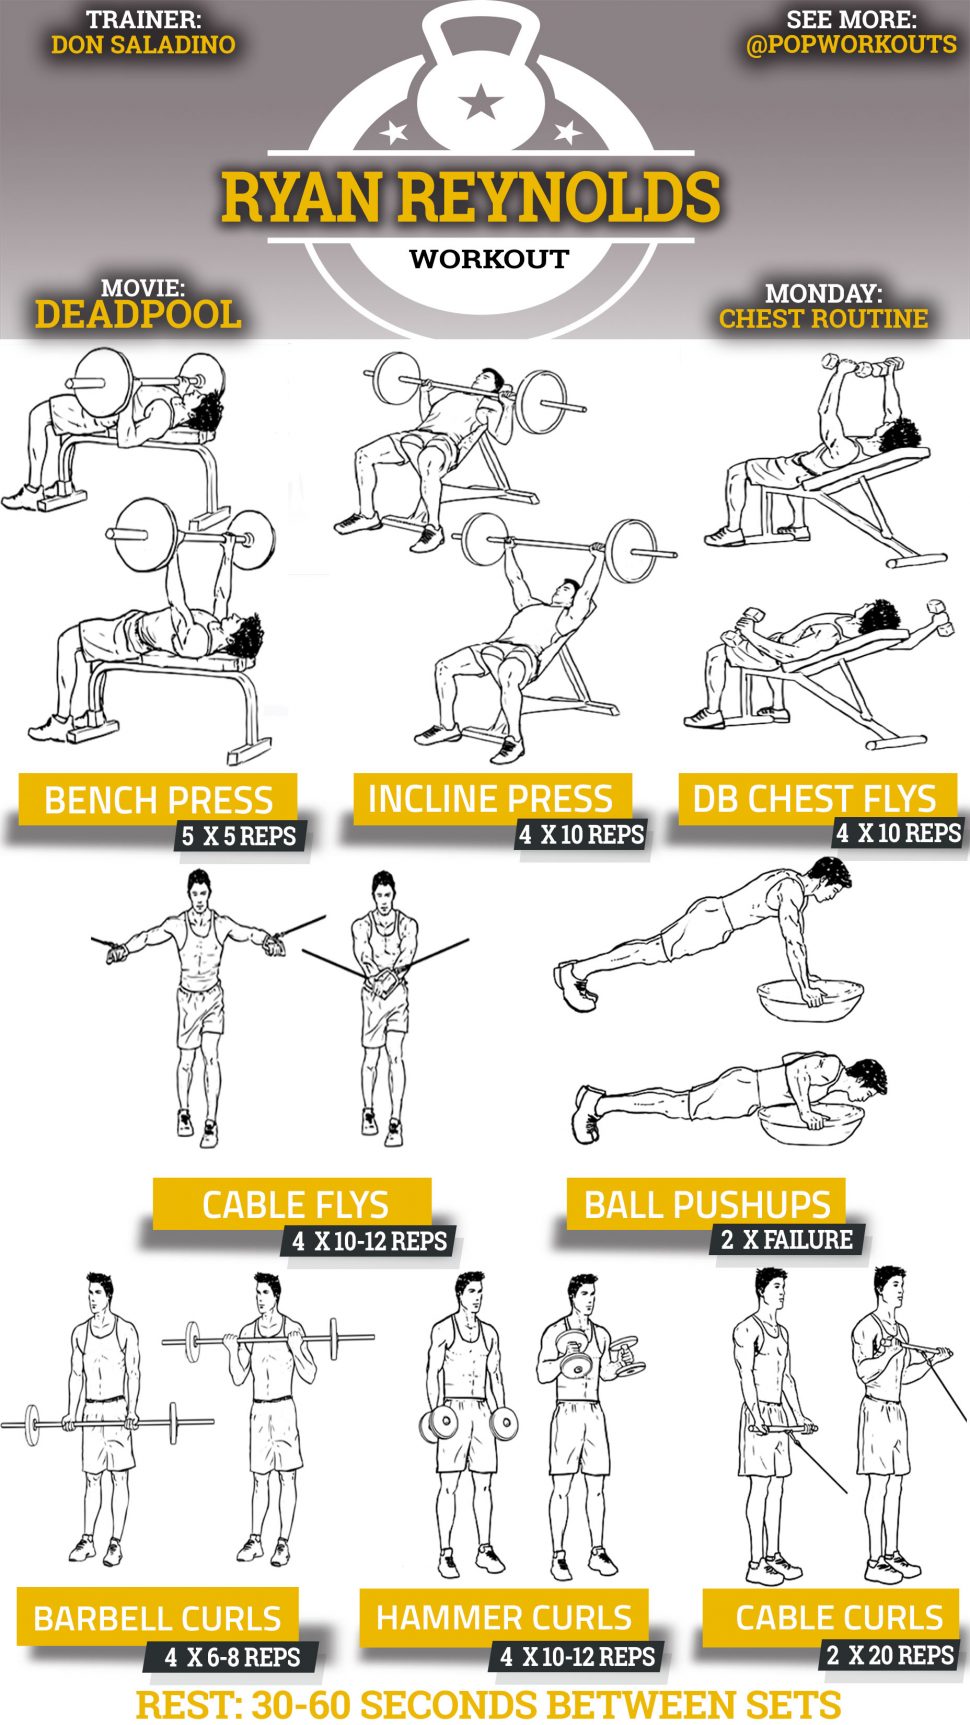 TRAINER:
DON SALADINO
SEE MORE:
@POPWORKOUTS
RYAN REYNOLDS
WORKOUT
MOVIE:
DEADPOOL
MONDAY:
CHEST ROUTINE
BENCH PRESS
5 X 5 REPS
INCLINE PRESS
4 X 10 REPS
DB CHEST FLYS
4 X 10 REPS
CABLE FLYS
4 X 10-12 REPS
BALL PUSHUPS
2 X FAILURE
BARBELL CURLS
4 X 6-8 REPS
HAMMER CURLS
4 X 10-12 REPS
CABLE CURLS
2 X 20 REPS
REST: 30-60 SECONDS BETWEEN SETS